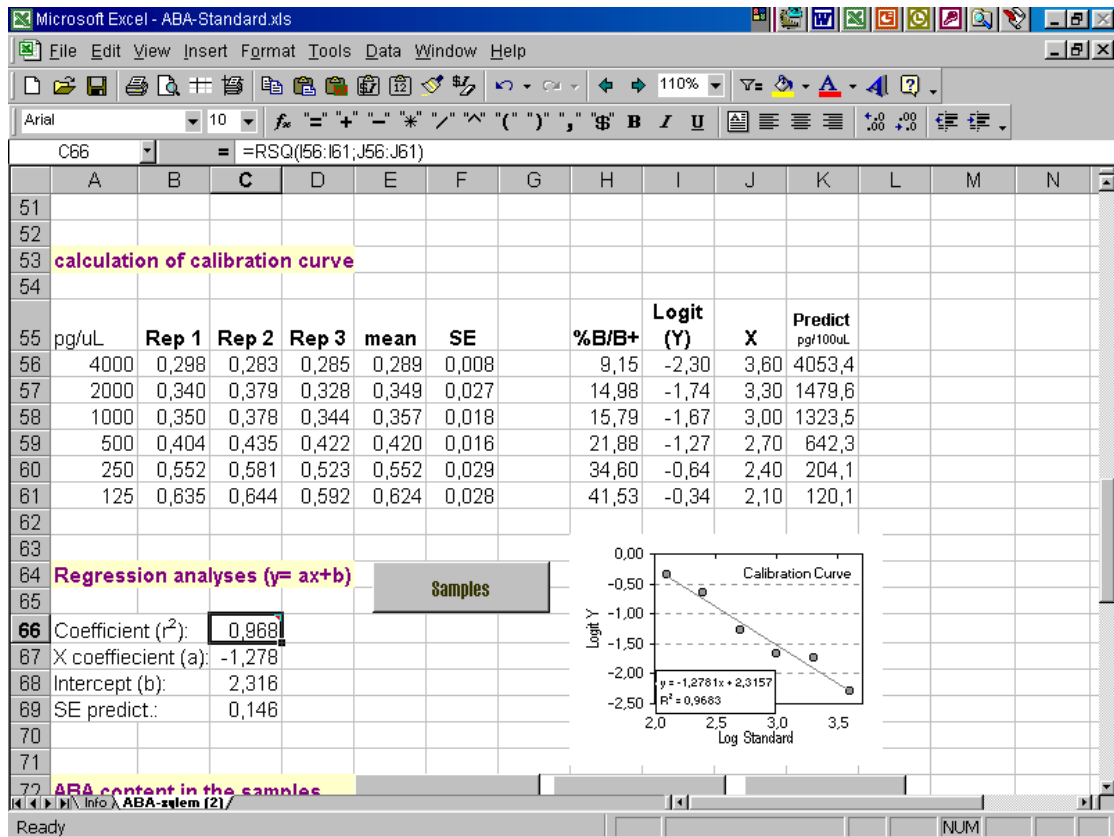 Microsoft Excel - ABA-Standard.xls
File Edit View Insert Format Tools Data Window Help
110%
Arial 10 fx "=" "+" "–" "*" "/" "^" "(" ")" "," "$" B I U
C66 = =RSQ(I56:I61;J56:J61)
A B C D E F G H I J K L M N
51
52
53 calculation of calibration curve
54
55 pg/uL Rep 1 Rep 2 Rep 3 mean SE %B/B+ Logit (Y) X Predict pg/100uL
56 4000 0,298 0,283 0,285 0,289 0,008 9,15 -2,30 3,60 4053,4
57 2000 0,340 0,379 0,328 0,349 0,027 14,98 -1,74 3,30 1479,6
58 1000 0,350 0,378 0,344 0,357 0,018 15,79 -1,67 3,00 1323,5
59 500 0,404 0,435 0,422 0,420 0,016 21,88 -1,27 2,70 642,3
60 250 0,552 0,581 0,523 0,552 0,029 34,60 -0,64 2,40 204,1
61 125 0,635 0,644 0,592 0,624 0,028 41,53 -0,34 2,10 120,1
62
63
64 Regression analyses (y= ax+b)
Samples
65
66 Coefficient (r²): 0,968
67 X coeffiecient (a): -1,278
68 Intercept (b): 2,316
69 SE predict.: 0,146
70
71
72 ABA content in the samples
Calibration Curve
Logit Y
0,00
-0,50
-1,00
-1,50
-2,00
-2,50
y = -1,2781x + 2,3157
R² = 0,9683
2,0 2,5 3,0 3,5
Log Standard
Info ABA-xylem (2)
Ready NUM